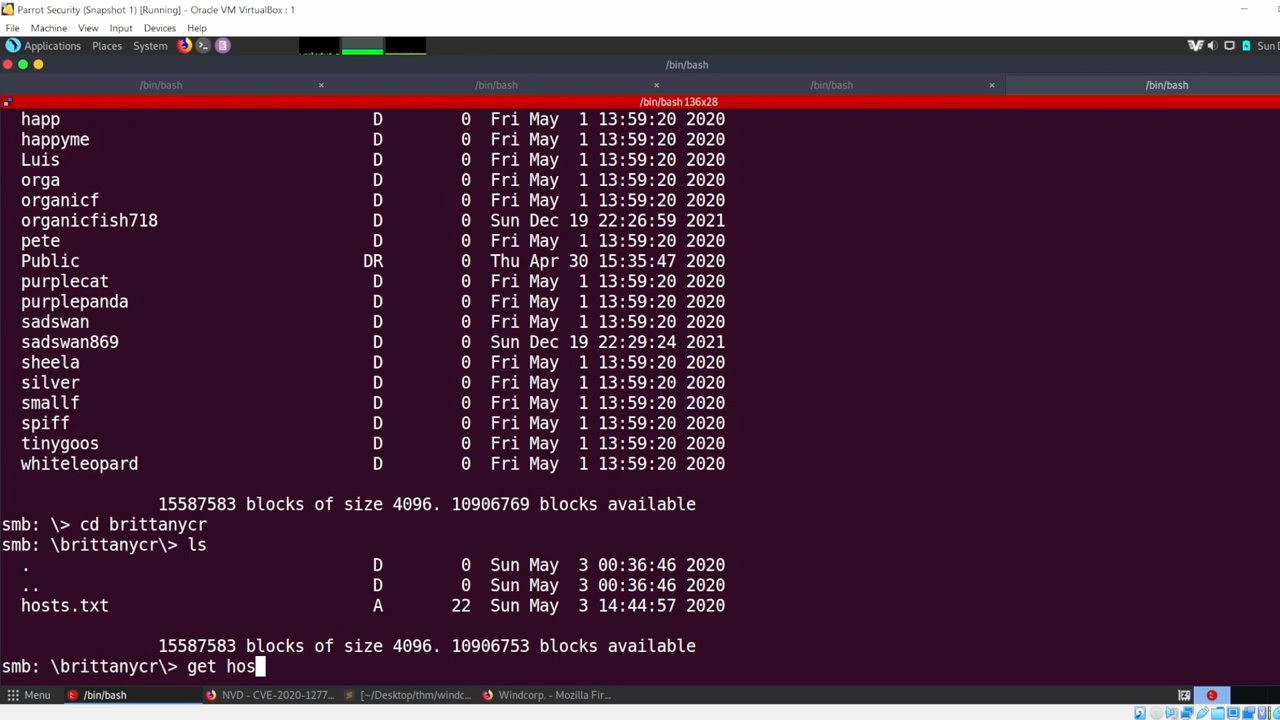 Parrot Security (Snapshot 1) [Running] - Oracle VM VirtualBox : 1
File Machine View Input Devices Help
Applications Places System Sun D
/bin/bash
/bin/bash × /bin/bash × /bin/bash × /bin/bash
/bin/bash 136x28
happ D 0 Fri May 1 13:59:20 2020
happyme D 0 Fri May 1 13:59:20 2020
Luis D 0 Fri May 1 13:59:20 2020
orga D 0 Fri May 1 13:59:20 2020
organicf D 0 Fri May 1 13:59:20 2020
organicfish718 D 0 Sun Dec 19 22:26:59 2021
pete D 0 Fri May 1 13:59:20 2020
Public DR 0 Thu Apr 30 15:35:47 2020
purplecat D 0 Fri May 1 13:59:20 2020
purplepanda D 0 Fri May 1 13:59:20 2020
sadswan D 0 Fri May 1 13:59:20 2020
sadswan869 D 0 Sun Dec 19 22:29:24 2021
sheela D 0 Fri May 1 13:59:20 2020
silver D 0 Fri May 1 13:59:20 2020
smallf D 0 Fri May 1 13:59:20 2020
spiff D 0 Fri May 1 13:59:20 2020
tinygoos D 0 Fri May 1 13:59:20 2020
whiteleopard D 0 Fri May 1 13:59:20 2020
15587583 blocks of size 4096. 10906769 blocks available
smb: \> cd brittanycr
smb: \brittanycr\> ls
. D 0 Sun May 3 00:36:46 2020
.. D 0 Sun May 3 00:36:46 2020
hosts.txt A 22 Sun May 3 14:44:57 2020
15587583 blocks of size 4096. 10906753 blocks available
smb: \brittanycr\> get hos
Menu /bin/bash NVD - CVE-2020-1277... [~/Desktop/thm/windc... Windcorp. - Mozilla Fir...